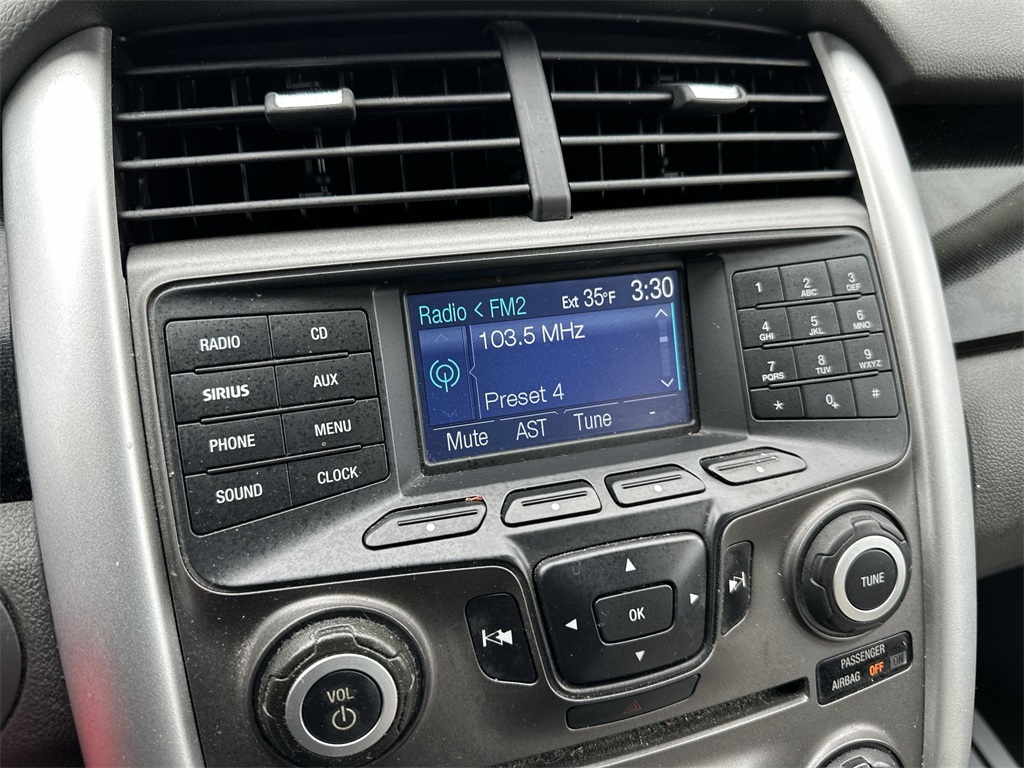 Radio < FM2 Ext 35°F 3:30
103.5 MHz
Preset 4
Mute AST Tune -
RADIO CD
SIRIUS AUX
PHONE MENU
SOUND CLOCK
1 2 ABC 3 DEF
4 GHI 5 JKL 6 MNO
7 PQRS 8 TUV 9 WXYZ
* 0+ #
OK
VOL
TUNE
PASSENGER
AIRBAG OFF ON